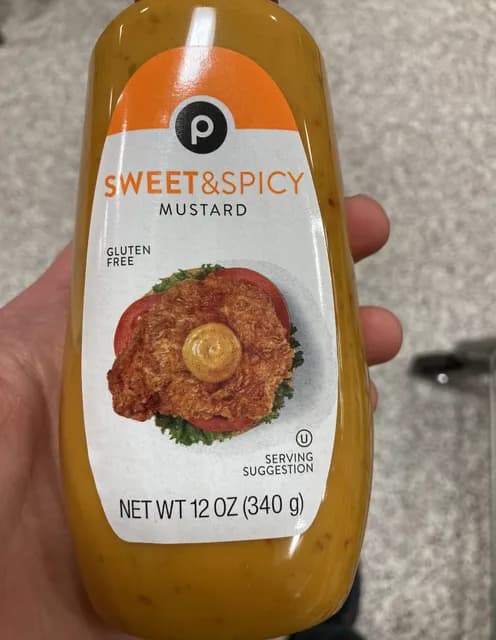 p
SWEET&SPICY
MUSTARD
GLUTEN
FREE
U
SERVING
SUGGESTION
NET WT 12 OZ (340 g)